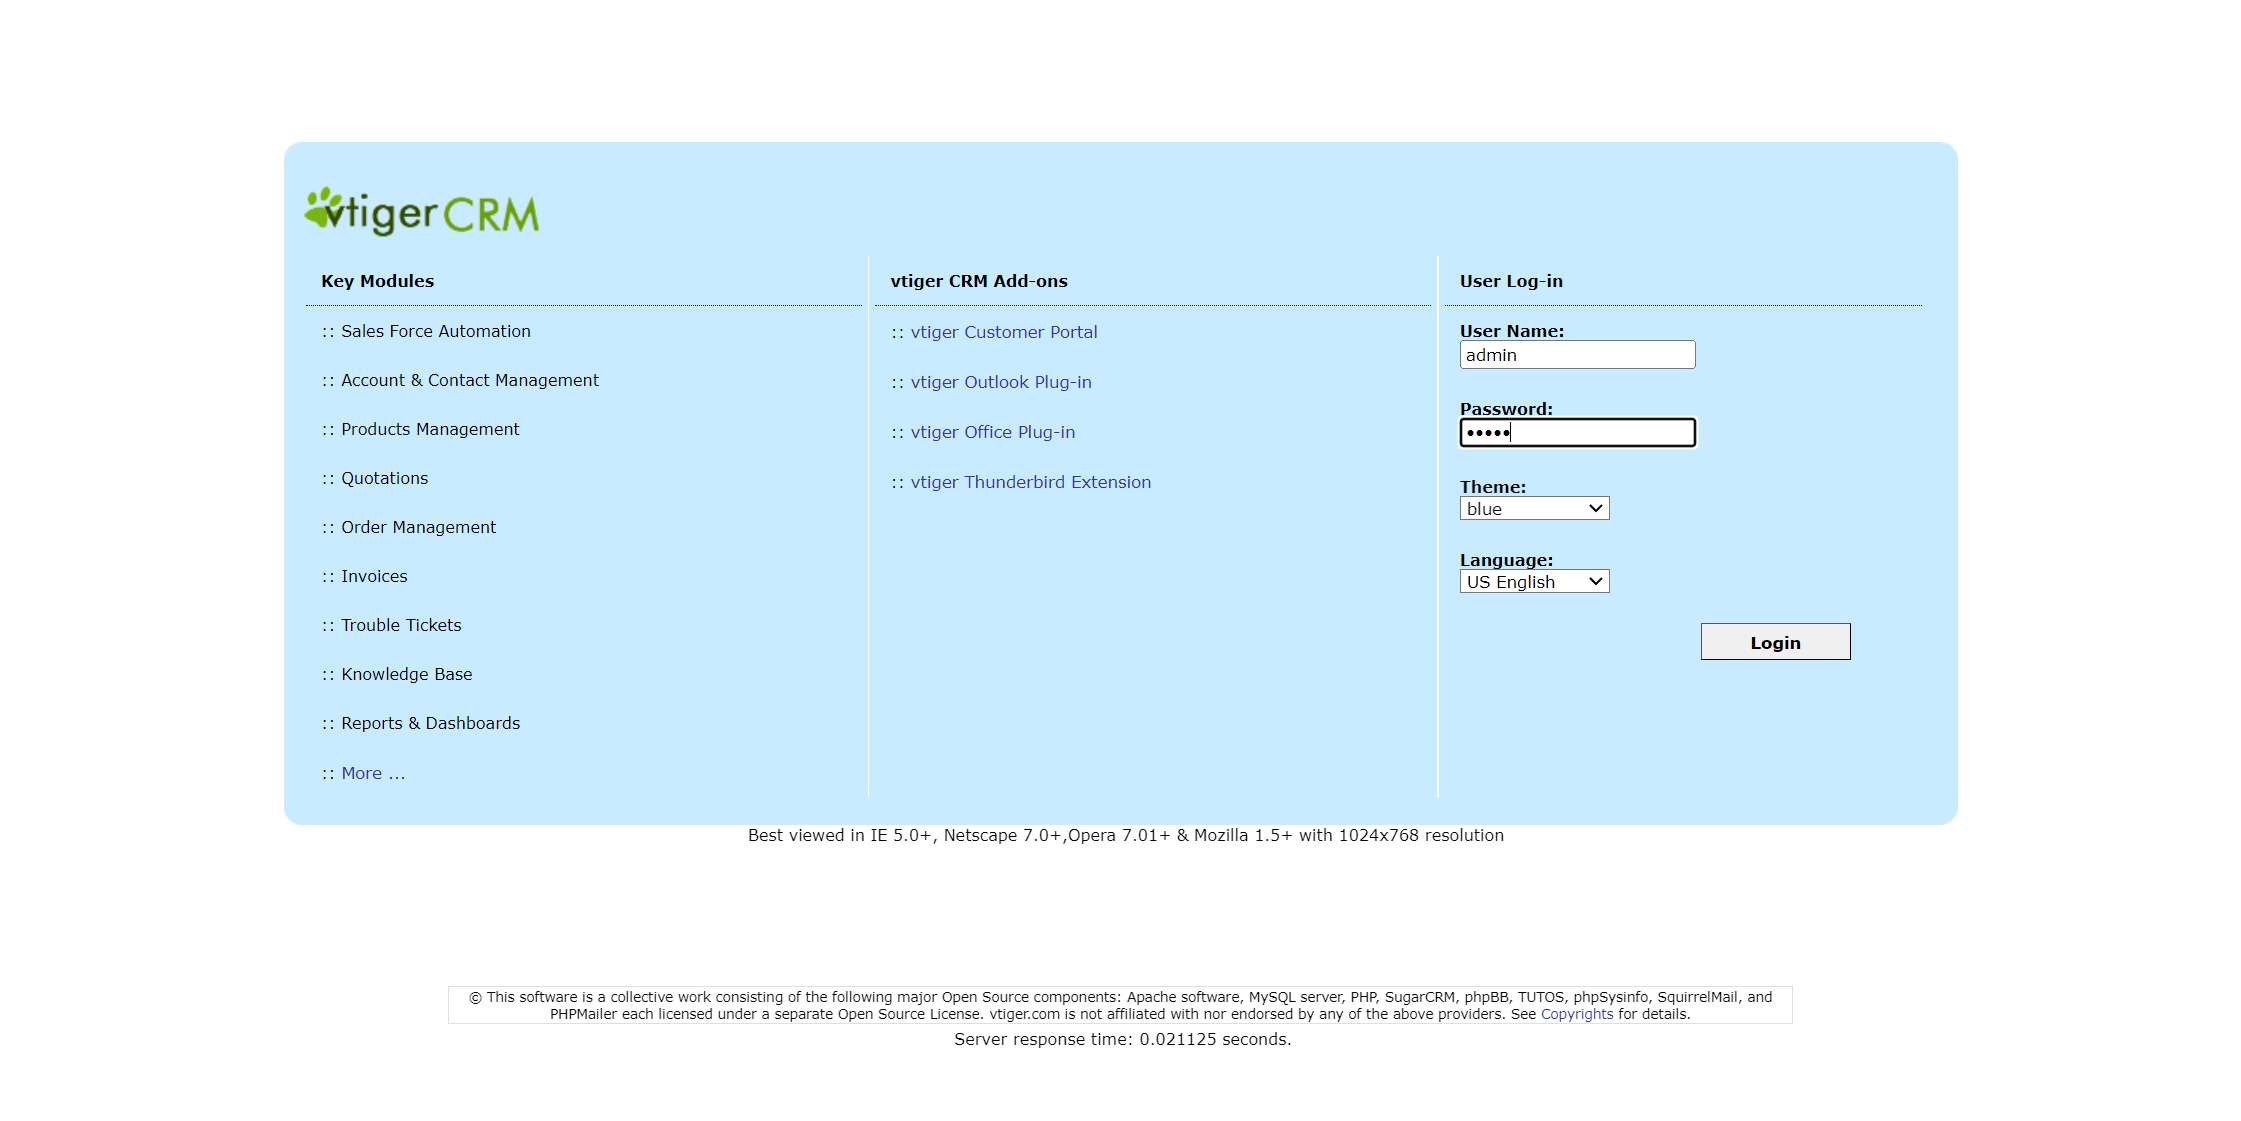 vtiger CRM
Key Modules
:: Sales Force Automation
:: Account & Contact Management
:: Products Management
:: Quotations
:: Order Management
:: Invoices
:: Trouble Tickets
:: Knowledge Base
:: Reports & Dashboards
:: More ...
vtiger CRM Add-ons
:: vtiger Customer Portal
:: vtiger Outlook Plug-in
:: vtiger Office Plug-in
:: vtiger Thunderbird Extension
User Log-in
User Name:
admin
Password:
•••••
Theme:
blue
Language:
US English
Login
Best viewed in IE 5.0+, Netscape 7.0+,Opera 7.01+ & Mozilla 1.5+ with 1024x768 resolution
© This software is a collective work consisting of the following major Open Source components: Apache software, MySQL server, PHP, SugarCRM, phpBB, TUTOS, phpSysinfo, SquirrelMail, and
PHPMailer each licensed under a separate Open Source License. vtiger.com is not affiliated with nor endorsed by any of the above providers. See Copyrights for details.
Server response time: 0.021125 seconds.